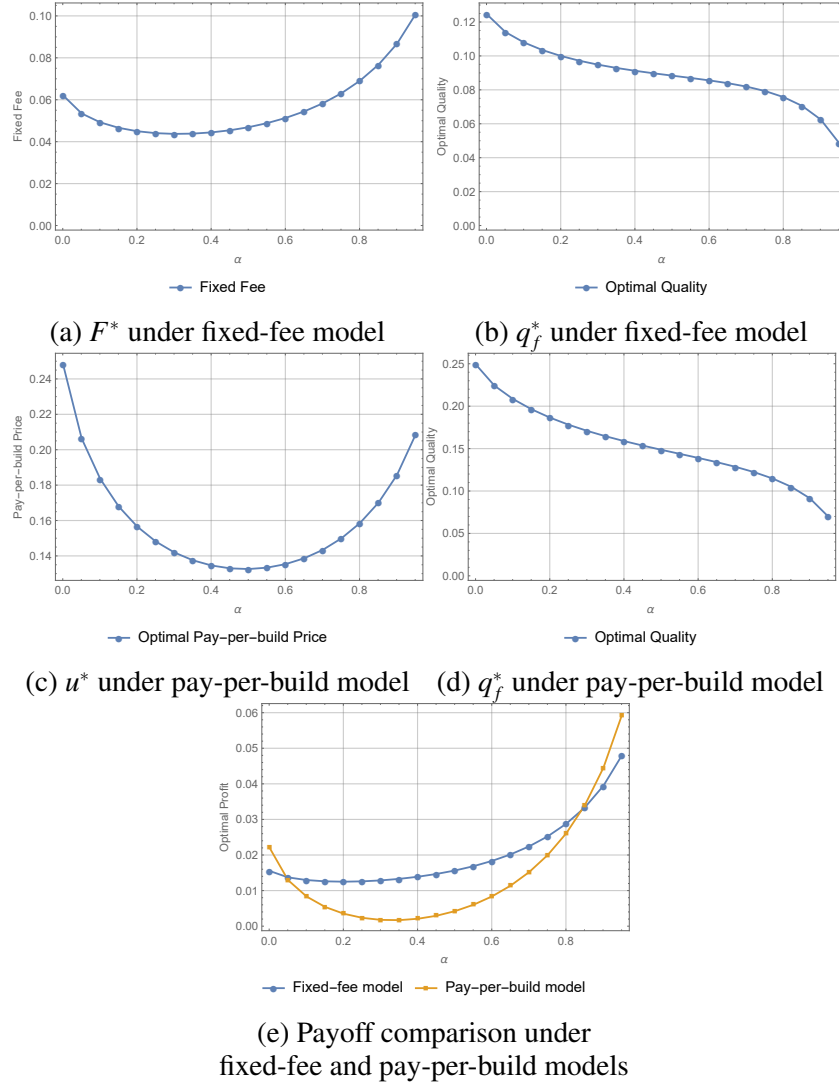 0.10
0.08
0.06
0.04
0.02
0.00
Fixed Fee
0.0 0.2 0.4 0.6 0.8
α
Fixed Fee
(a) F* under fixed-fee model
0.12
0.10
0.08
0.06
0.04
0.02
0.00
Optimal Quality
0.0 0.2 0.4 0.6 0.8
α
Optimal Quality
(b) q_f* under fixed-fee model
0.24
0.22
0.20
0.18
0.16
0.14
Pay-per-build Price
0.0 0.2 0.4 0.6 0.8
α
Optimal Pay-per-build Price
(c) u* under pay-per-build model
0.25
0.20
0.15
0.10
0.05
0.00
Optimal Quality
0.0 0.2 0.4 0.6 0.8
α
Optimal Quality
(d) q_f* under pay-per-build model
0.06
0.05
0.04
0.03
0.02
0.01
0.00
Optimal Profit
0.0 0.2 0.4 0.6 0.8
α
Fixed-fee model Pay-per-build model
(e) Payoff comparison under
fixed-fee and pay-per-build models